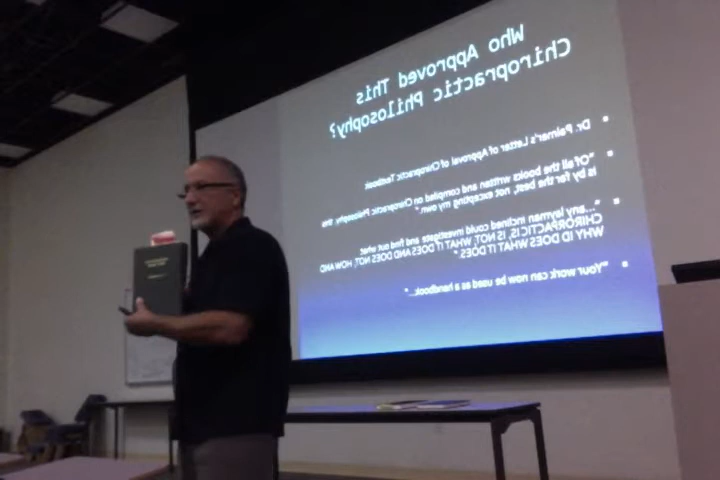 Who Approved This
Chiropractic Philosophy?
Dr. Palmer's Letter of Approval of Chiropractic Textbook
"Of all the books written and compiled on Chiropractic Philosophy, this
is by far the best, not excepting my own."
"...any layman inclined could investigate and find out what
CHIROPRACTIC IS, IS NOT, WHAT IT DOES AND DOES NOT, HOW AND
WHY ID DOES WHAT IT DOES."
"Your work can now be used as a handbook..."